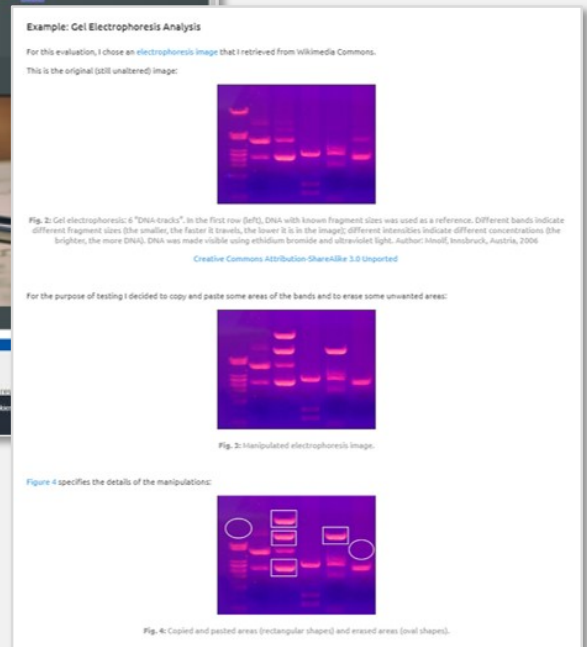 Example: Gel Electrophoresis Analysis
For this evaluation, I chose an electrophoresis image that I retrieved from Wikimedia Commons.
This is the original (still unaltered) image:
Fig. 2: Gel electrophoresis: 6 "DNA-tracks". In the first row (left), DNA with known fragment sizes was used as a reference. Different bands indicate
different fragment sizes (the smaller, the faster it travels, the lower it is in the image); different intensities indicate different concentrations (the
brighter, the more DNA). DNA was made visible using ethidium bromide and ultraviolet light. Author: Mnolf, Innsbruck, Austria, 2006
Creative Commons Attribution-ShareAlike 3.0 Unported
For the purpose of testing I decided to copy and paste some areas of the bands and to erase some unwanted areas:
Fig. 3: Manipulated electrophoresis image.
Figure 4 specifies the details of the manipulations:
Fig. 4: Copied and pasted areas (rectangular shapes) and erased areas (oval shapes).